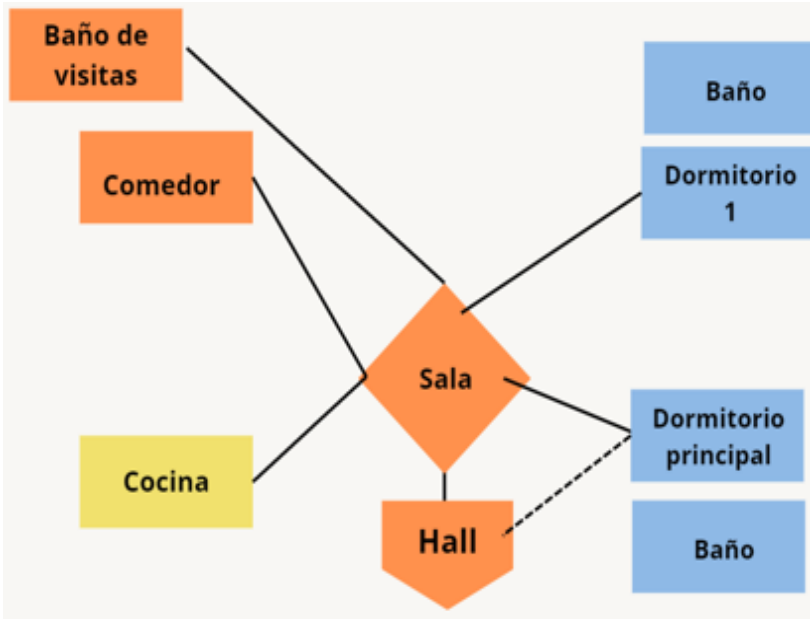 Baño de
visitas
Baño
Comedor
Dormitorio
1
Sala
Dormitorio
principal
Cocina
Hall
Baño